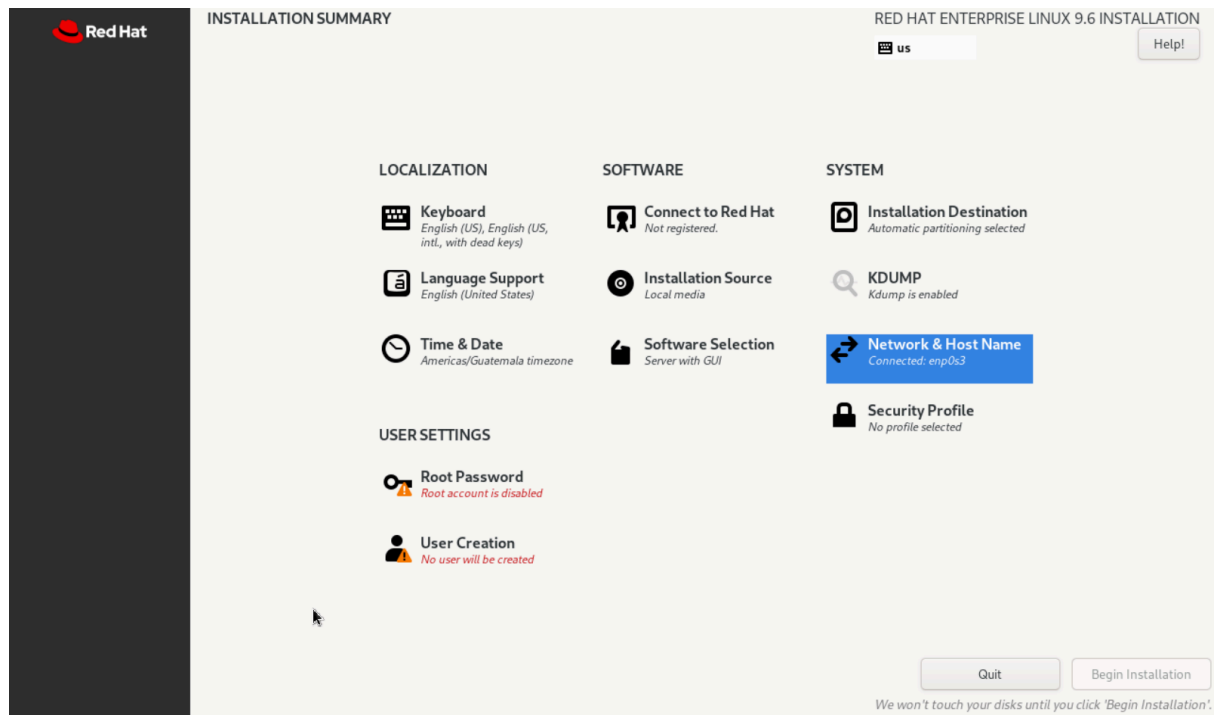 Red Hat
INSTALLATION SUMMARY
RED HAT ENTERPRISE LINUX 9.6 INSTALLATION
us
Help!
LOCALIZATION
Keyboard
English (US), English (US,
intl., with dead keys)
Language Support
English (United States)
Time & Date
Americas/Guatemala timezone
SOFTWARE
Connect to Red Hat
Not registered.
Installation Source
Local media
Software Selection
Server with GUI
SYSTEM
Installation Destination
Automatic partitioning selected
KDUMP
Kdump is enabled
Network & Host Name
Connected: enp0s3
Security Profile
No profile selected
USER SETTINGS
Root Password
Root account is disabled
User Creation
No user will be created
Quit
Begin Installation
We won't touch your disks until you click 'Begin Installation'.